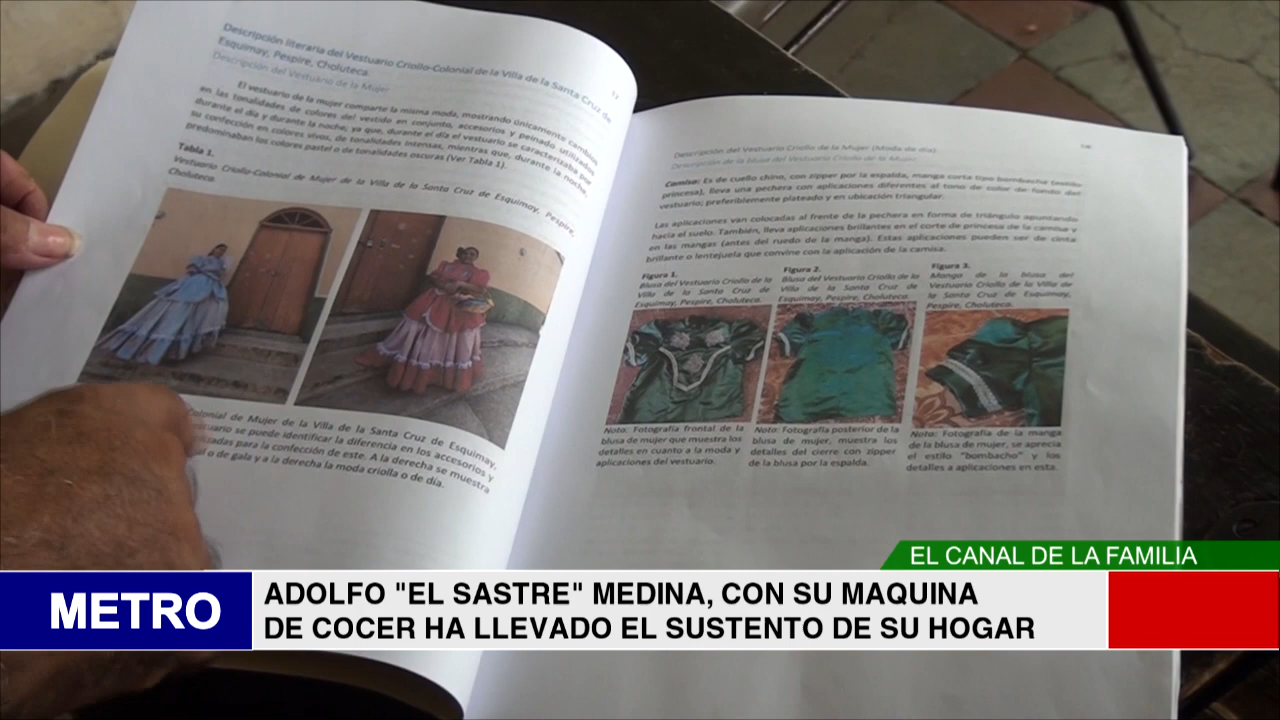 Descripción literaria del Vestuario Criollo-Colonial de la Villa de la Santa Cruz de
Esquimay, Pespire, Choluteca.
Descripción del Vestuario de la Mujer
El vestuario de la mujer comparte la misma moda, mostrando únicamente cambios
en las tonalidades de colores del vestido en conjunto, accesorios y peinado utilizados
durante el día y durante la noche; ya que, durante el día el vestuario se caracterizaba por
su confección en colores vivos, de tonalidades intensas, mientras que, durante la noche,
predominaban los colores pastel o de tonalidades oscuras (Ver Tabla 1).
Tabla 1.
Vestuario Criollo-Colonial de Mujer de la Villa de la Santa Cruz de Esquimay, Pespire,
Choluteca.
Colonial de Mujer de la Villa de la Santa Cruz de Esquimay,
se puede identificar la diferencia en los accesorios y
para la confección de este. A la derecha se muestra
o de gala y a la derecha la moda criolla o de día.
Descripción del Vestuario Criollo de la Mujer (Moda de día)
Descripción de la blusa del Vestuario Criollo de la Mujer
Camisa: Es de cuello chino, con zipper por la espalda, manga corta tipo bombacha (estilo
princesa), lleva una pechera con aplicaciones diferentes al tono de color de fondo del
vestuario; preferiblemente plateado y en ubicación triangular.
Las aplicaciones van colocadas al frente de la pechera en forma de triángulo apuntando
hacia el suelo. También, lleva aplicaciones brillantes en el corte de princesa de la camisa y
en las mangas (antes del ruedo de la manga). Estas aplicaciones pueden ser de cinta
brillante o lentejuela que convine con la aplicación de la camisa.
Figura 1.
Blusa del Vestuario Criollo de la
Villa de la Santa Cruz de
Esquimay, Pespire, Choluteca.
Figura 2.
Blusa del Vestuario Criollo de la
Villa de la Santa Cruz de
Esquimay, Pespire, Choluteca.
Figura 3.
Manga de la blusa del
Vestuario Criollo de la Villa de
la Santa Cruz de Esquimay,
Pespire, Choluteca.
Nota: Fotografía frontal de la
blusa de mujer que muestra los
detalles en cuanto a la moda y
aplicaciones del vestuario.
Nota: Fotografía posterior de la
blusa de mujer, muestra los
detalles del cierre con zipper
de la blusa por la espalda.
Nota: Fotografía de la manga
de la blusa de mujer, se aprecia
el estilo "bombacho" y los
detalles a aplicaciones en esta.
EL CANAL DE LA FAMILIA
METRO
ADOLFO "EL SASTRE" MEDINA, CON SU MAQUINA
DE COCER HA LLEVADO EL SUSTENTO DE SU HOGAR